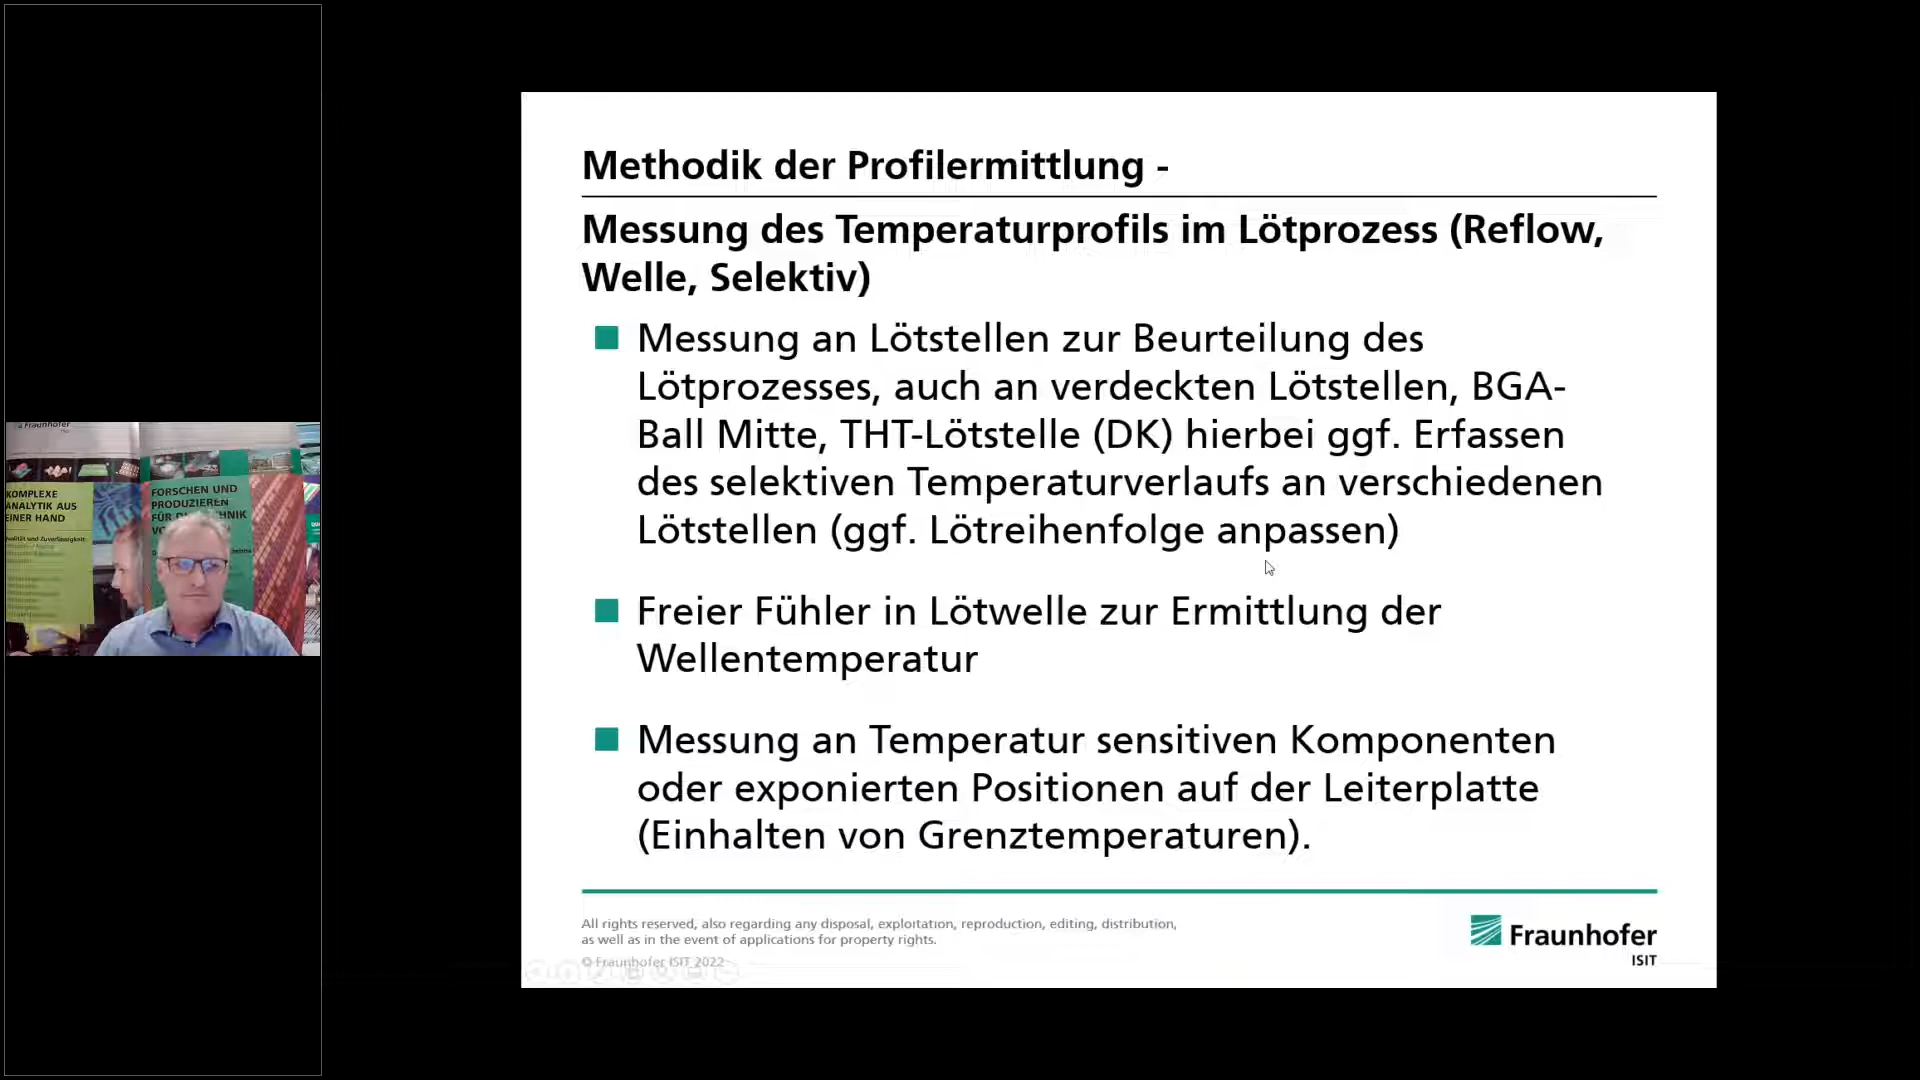 Fraunhofer
KOMPLEXE
ANALYTIK AUS
EINER HAND
FORSCHEN UND
PRODUZIEREN
Methodik der Profilermittlung -
Messung des Temperaturprofils im Lötprozess (Reflow,
Welle, Selektiv)
Messung an Lötstellen zur Beurteilung des
Lötprozesses, auch an verdeckten Lötstellen, BGA-
Ball Mitte, THT-Lötstelle (DK) hierbei ggf. Erfassen
des selektiven Temperaturverlaufs an verschiedenen
Lötstellen (ggf. Lötreihenfolge anpassen)
Freier Fühler in Lötwelle zur Ermittlung der
Wellentemperatur
Messung an Temperatur sensitiven Komponenten
oder exponierten Positionen auf der Leiterplatte
(Einhalten von Grenztemperaturen).
All rights reserved, also regarding any disposal, exploitation, reproduction, editing, distribution,
as well as in the event of applications for property rights.
© Fraunhofer ISIT 2022
Fraunhofer
ISIT